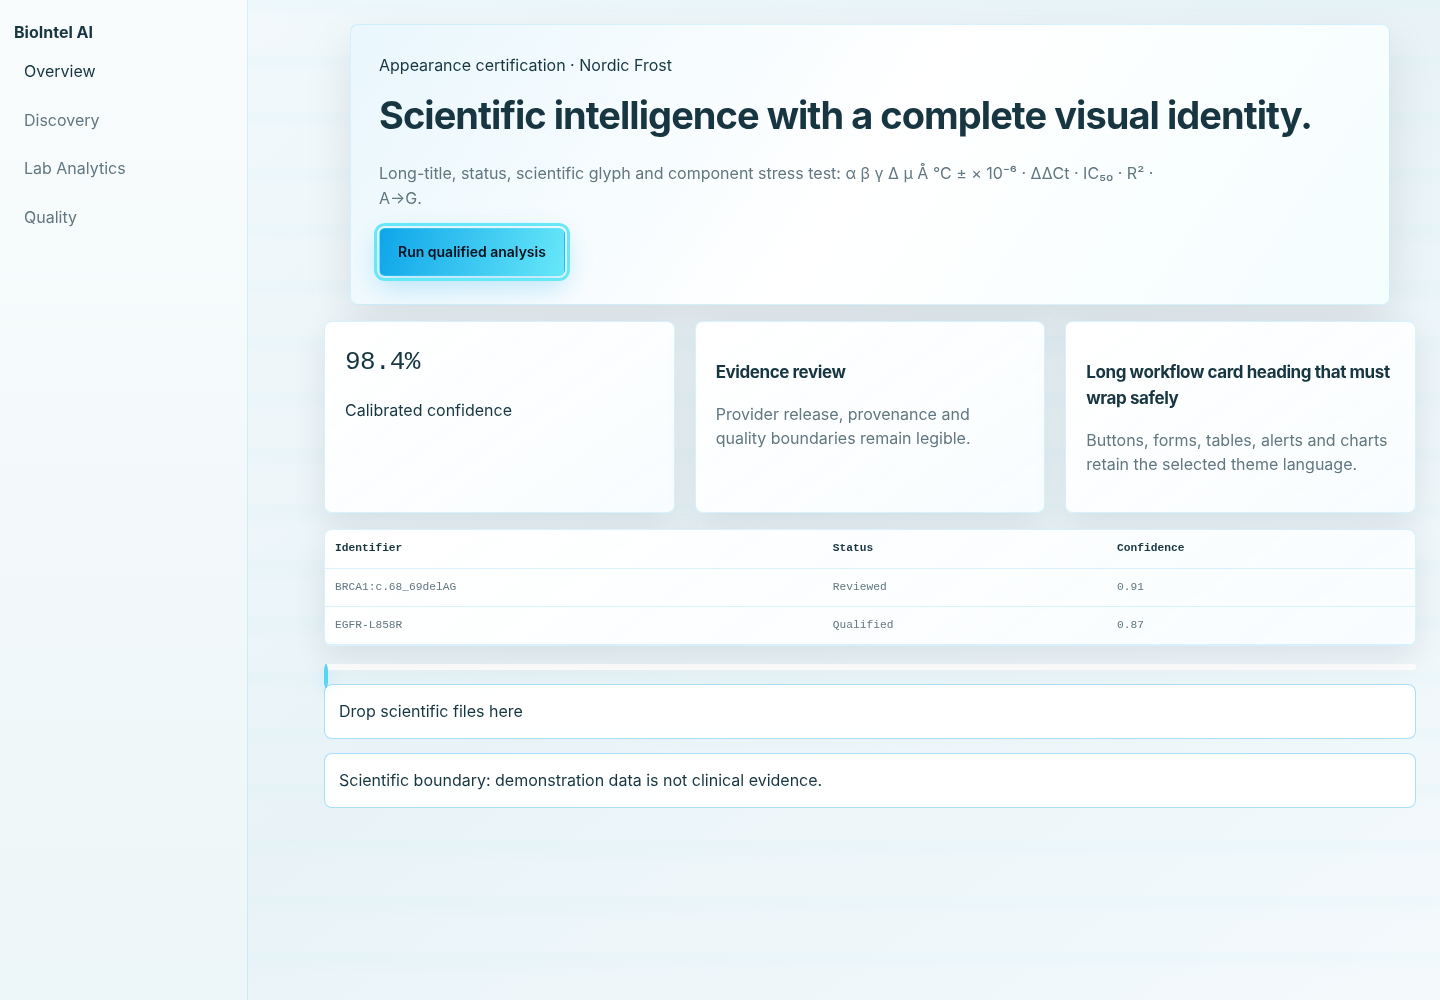 BioIntel AI
Overview
Discovery
Lab Analytics
Quality
Appearance certification · Nordic Frost
Scientific intelligence with a complete visual identity.
Long-title, status, scientific glyph and component stress test: α β γ Δ μ Å °C ± × 10⁻⁶ · ΔΔCt · IC₅₀ · R² ·
A→G.
Run qualified analysis
98.4%
Calibrated confidence
Evidence review
Provider release, provenance and
quality boundaries remain legible.
Long workflow card heading that must
wrap safely
Buttons, forms, tables, alerts and charts
retain the selected theme language.
Identifier Status Confidence
BRCA1:c.68_69delAG Reviewed 0.91
EGFR-L858R Qualified 0.87
Drop scientific files here
Scientific boundary: demonstration data is not clinical evidence.